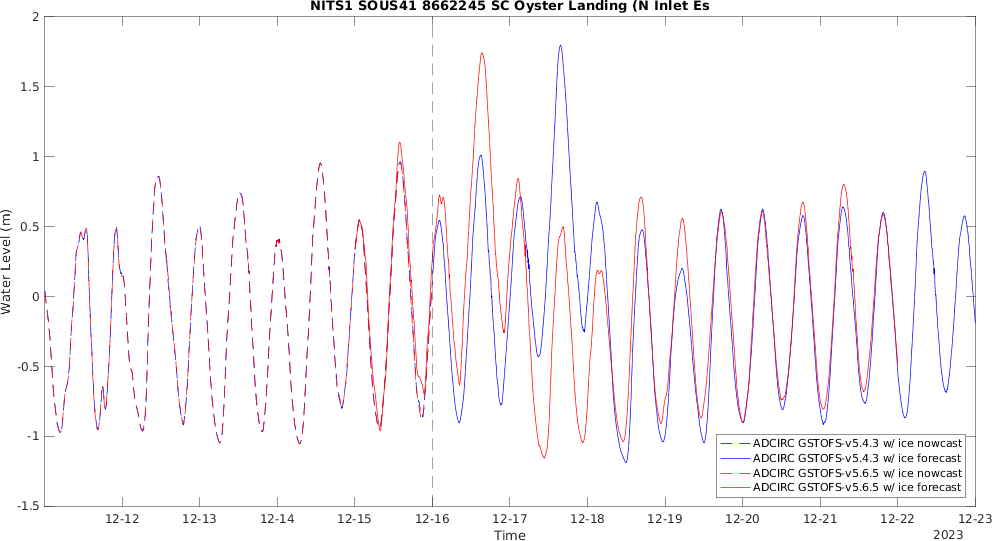 NITS1 SOUS41 8662245 SC Oyster Landing (N Inlet Es
Water Level (m)
2
1.5
1
0.5
0
-0.5
-1
-1.5
ADCIRC GSTOFS-v5.4.3 w/ ice nowcast
ADCIRC GSTOFS-v5.4.3 w/ ice forecast
ADCIRC GSTOFS-v5.6.5 w/ ice nowcast
ADCIRC GSTOFS-v5.6.5 w/ ice forecast
12-12 12-13 12-14 12-15 12-16 12-17 12-18 12-19 12-20 12-21 12-22 12-23
Time
2023